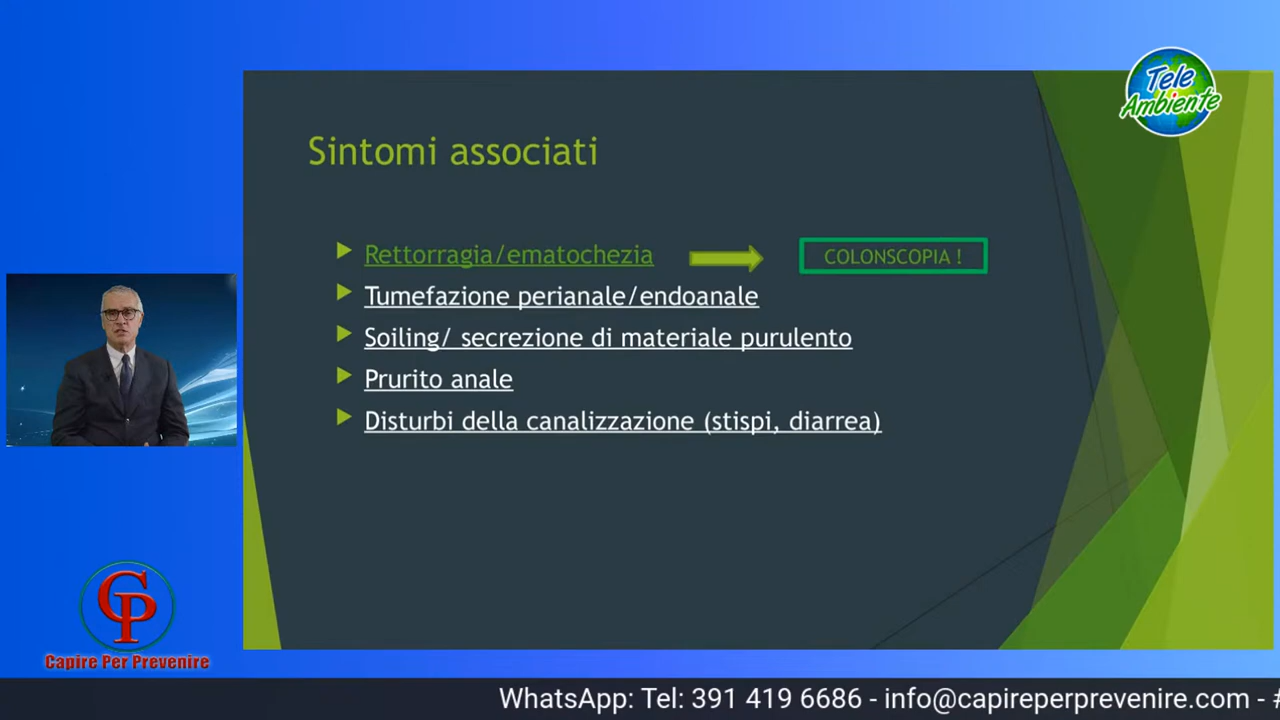 Tele
Ambiente
Sintomi associati
Rettorragia/ematochezia
COLONSCOPIA !
Tumefazione perianale/endoanale
Soiling/ secrezione di materiale purulento
Prurito anale
Disturbi della canalizzazione (stispi, diarrea)
CP
Capire Per Prevenire
WhatsApp: Tel: 391 419 6686 - info@capireperprevenire.com - #